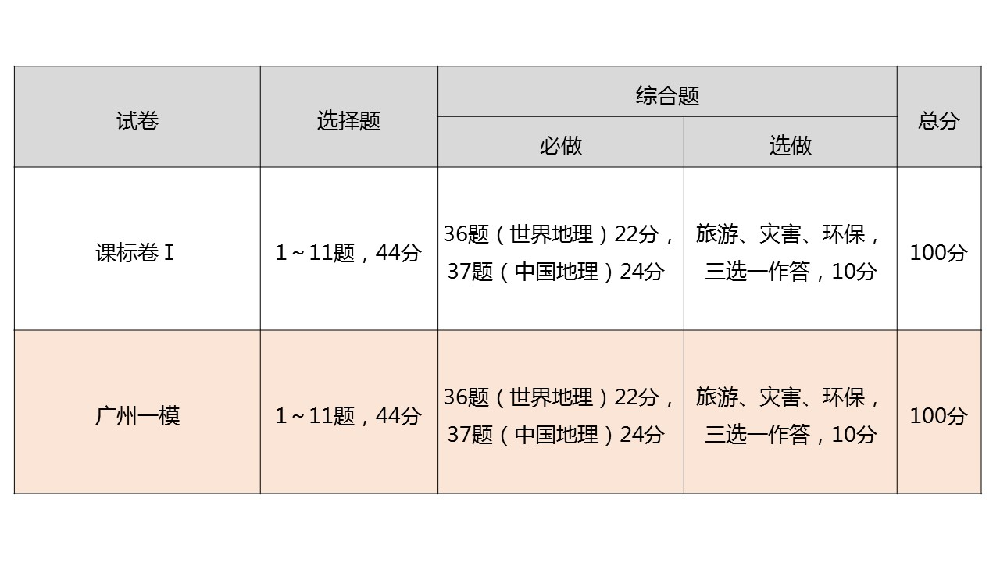 试卷
选择题
综合题
总分
必做
选做
课标卷Ⅰ
1～11题，44分
36题（世界地理）22分，
37题（中国地理）24分
旅游、灾害、环保，
三选一作答，10分
100分
广州一模
1～11题，44分
36题（世界地理）22分，
37题（中国地理）24分
旅游、灾害、环保，
三选一作答，10分
100分